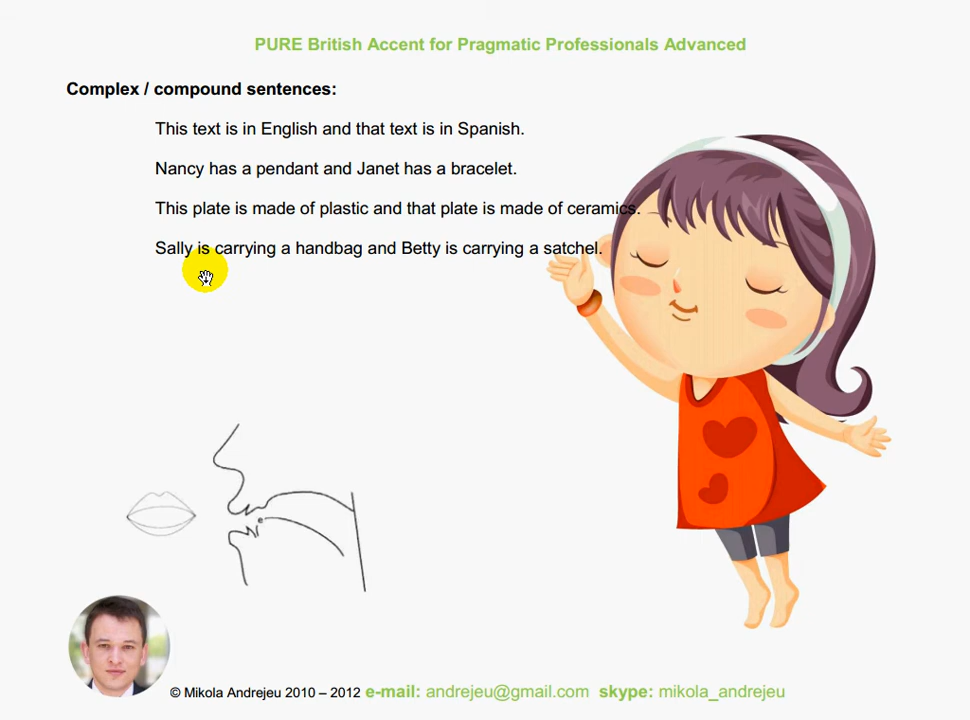 PURE British Accent for Pragmatic Professionals Advanced
Complex / compound sentences:
This text is in English and that text is in Spanish.
Nancy has a pendant and Janet has a bracelet.
This plate is made of plastic and that plate is made of ceramics.
Sally is carrying a handbag and Betty is carrying a satchel.
© Mikola Andrejeu 2010 – 2012 e-mail: andrejeu@gmail.com skype: mikola_andrejeu